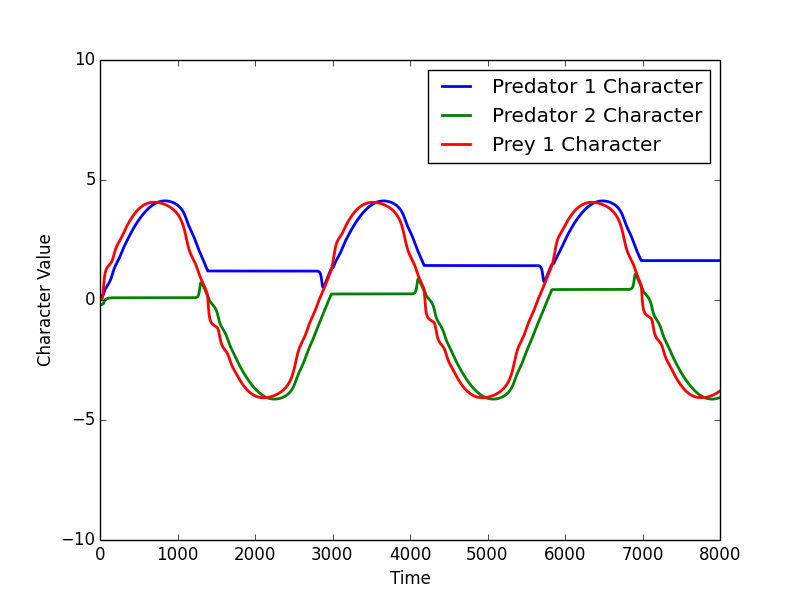 10
5
0
−5
−10
Character Value
Predator 1 Character
Predator 2 Character
Prey 1 Character
0 1000 2000 3000 4000 5000 6000 7000 8000
Time